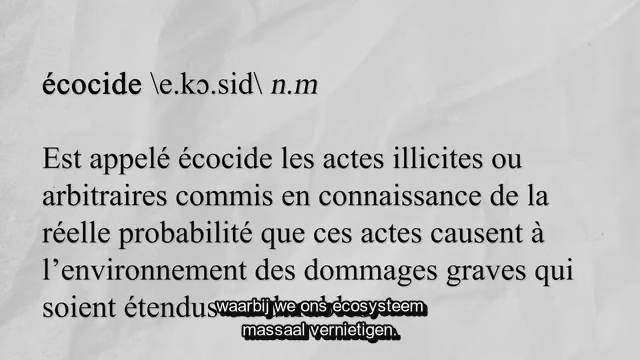 écocide \e.kɔ.sid\ n.m
Est appelé écocide les actes illicites ou
arbitraires commis en connaissance de la
réelle probabilité que ces actes causent à
l’environnement des dommages graves qui
soient étendus
waarbij we ons ecosysteem
massaal vernietigen.